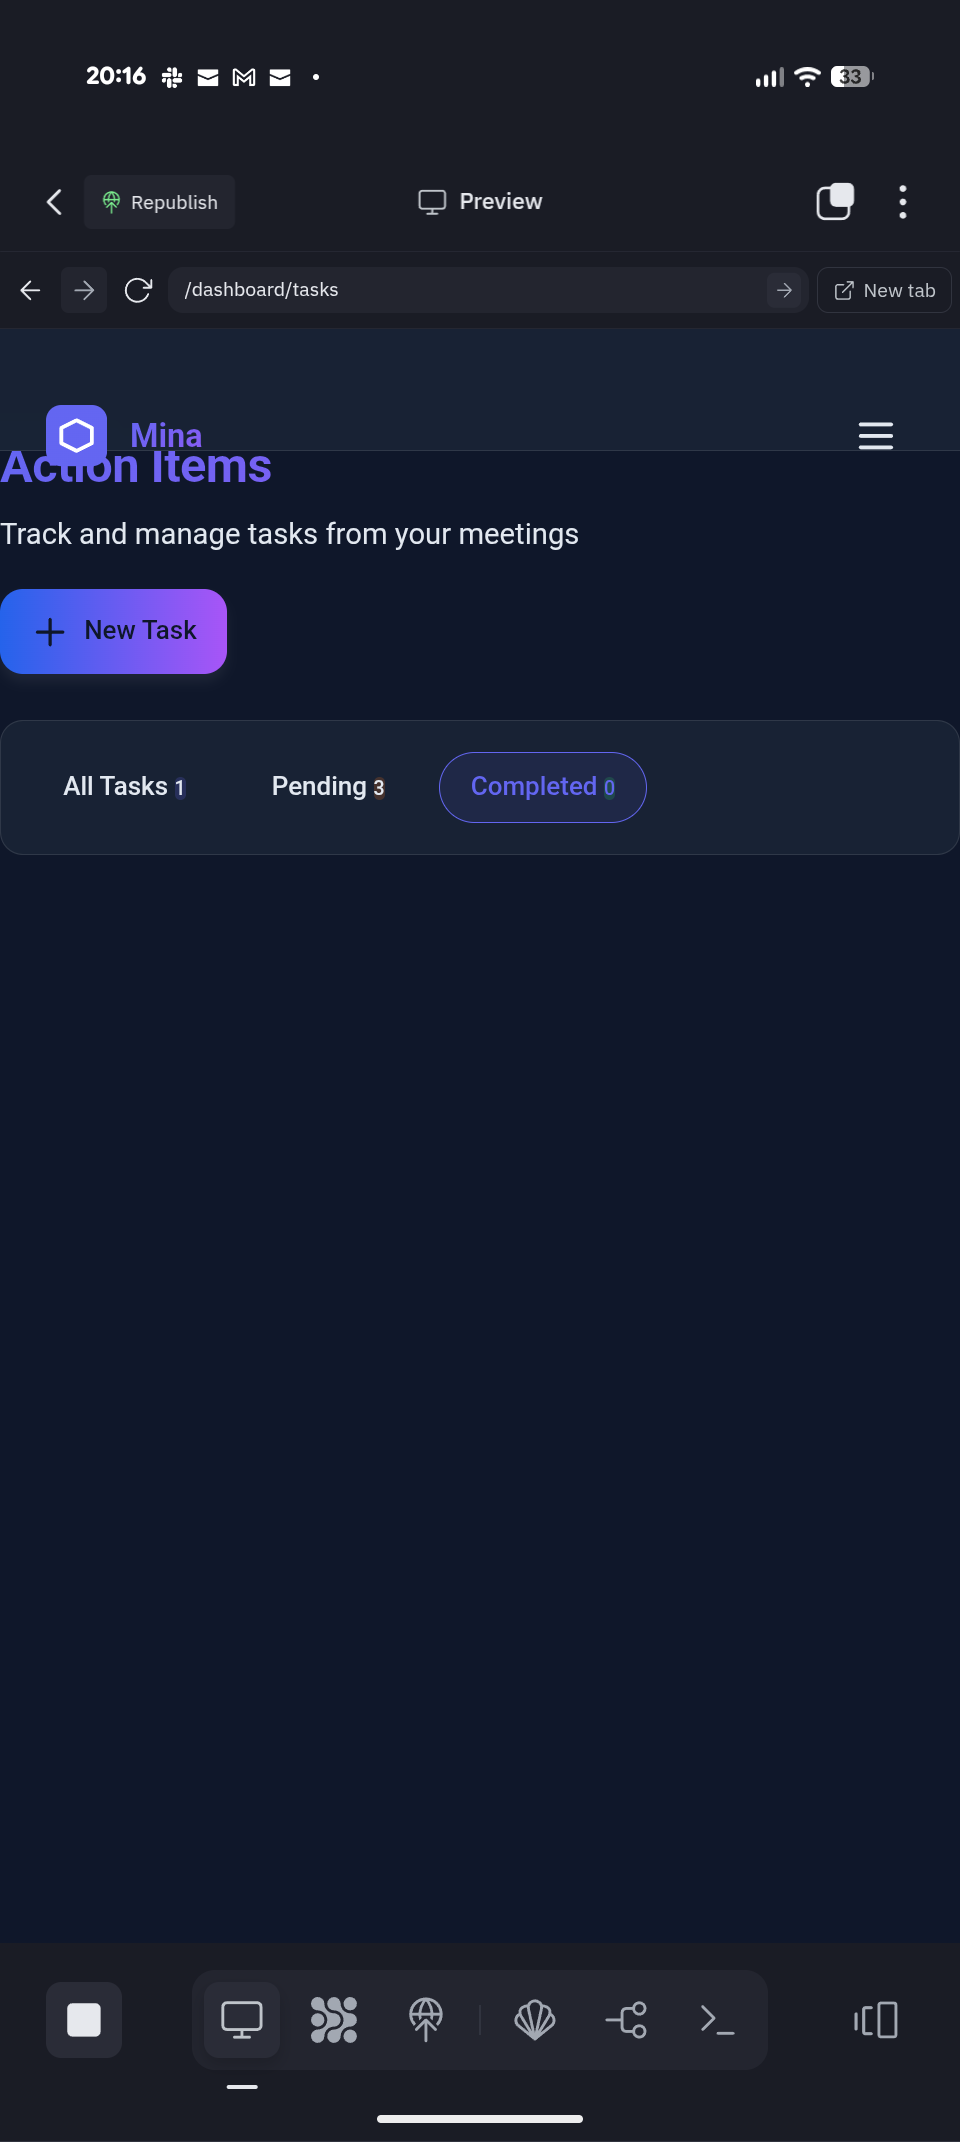 20:16
33
Republish
Preview
/dashboard/tasks
New tab
Mina
Action Items
Track and manage tasks from your meetings
New Task
All Tasks 1
Pending 3
Completed 0